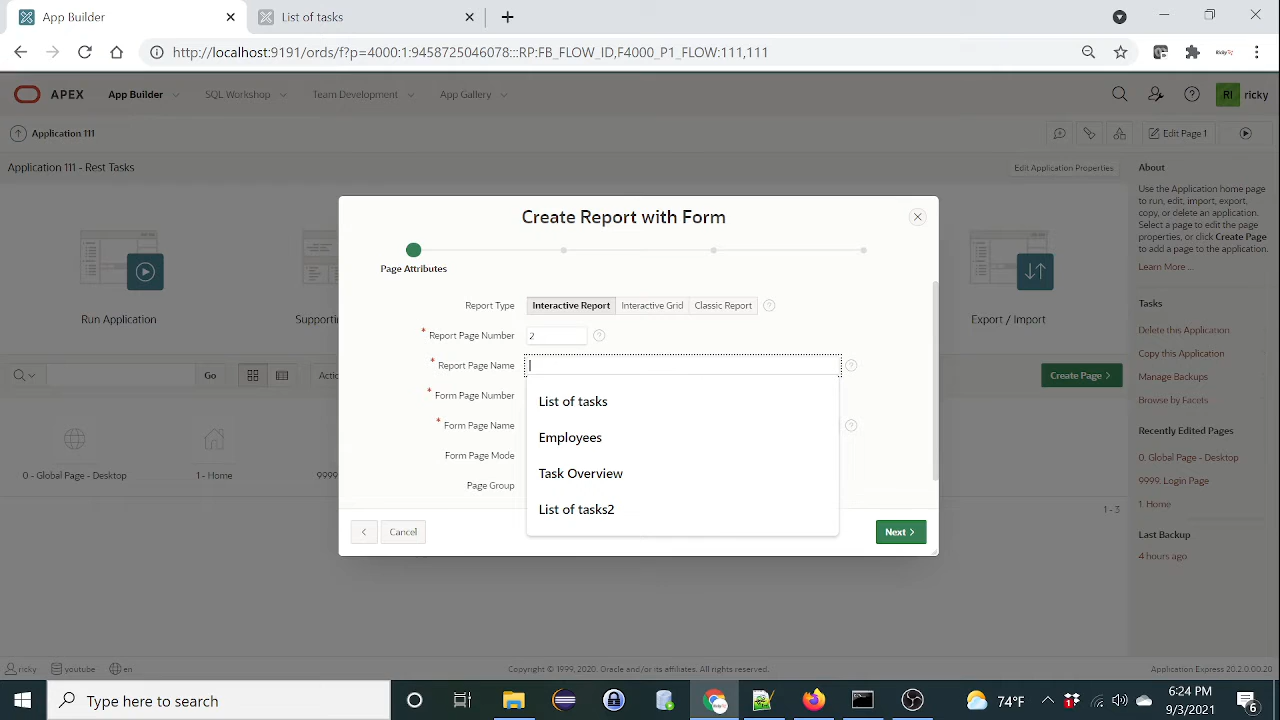 App Builder
List of tasks
http://localhost:9191/ords/f?p=4000:1:9458725046078:::RP:FB_FLOW_ID,F4000_P1_FLOW:111,111
APEX App Builder SQL Workshop Team Development App Gallery RI ricky
Application 111 Edit Page 1
Application 111 - Rest Tasks Edit Application Properties
About
Use the Application home page
to run, edit, import, export,
copy, or delete an application.
Select a page to edit the page
properties, or click Create Page
to add a page to the application.
Learn More ...
Run Application
Export / Import
Create Report with Form
Page Attributes
Report Type Interactive Report Interactive Grid Classic Report
* Report Page Number 2
* Report Page Name
* Form Page Number
* Form Page Name
Form Page Mode
Page Group
List of tasks
Employees
Task Overview
List of tasks2
Cancel
Next
Tasks
Delete this Application
Copy this Application
Manage Backups
Browse by Facets
Go
Create Page
Recently Edited Pages
0. Global Page - Desktop
9999. Login Page
1. Home
0 - Global Page - Desktop
1 - Home
1 - 3
Last Backup
4 hours ago
ricky youtube en Copyright © 1999, 2020, Oracle and/or its affiliates. All rights reserved. Application Express 20.2.0.00.20
Type here to search
74°F
6:24 PM
9/3/2021
6